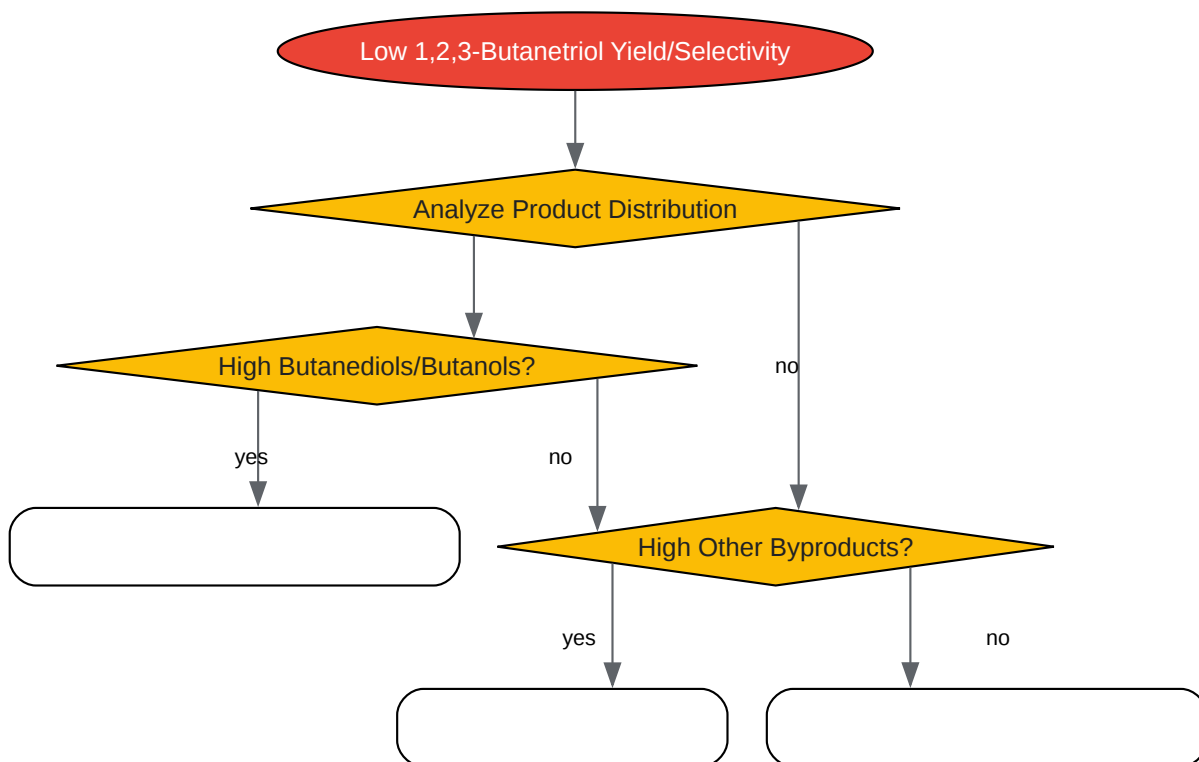 Low 1,2,3-Butanetriol Yield/Selectivity
Analyze Product Distribution
High Butanediols/Butanols?
no
yes
no
High Other Byproducts?
yes
no